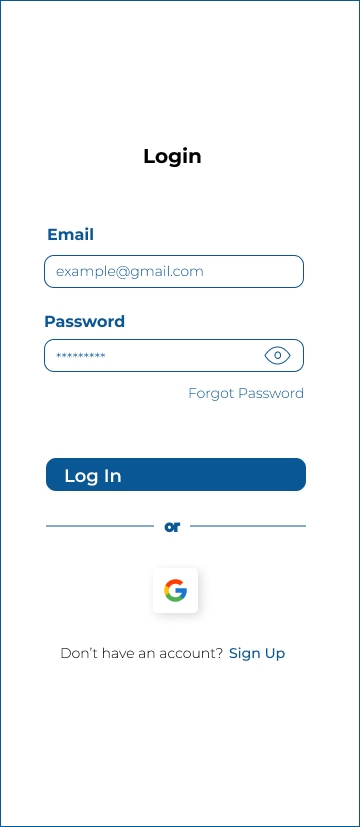 Login
Email
example@gmail.com
Password
*********
Forgot Password
Log In
or
G
Don’t have an account? Sign Up